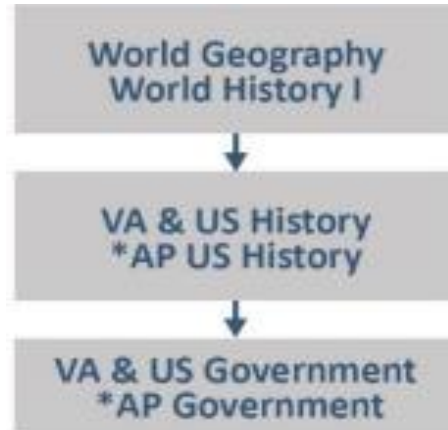 World Geography
World History I
VA & US History
*AP US History
VA & US Government
*AP Government